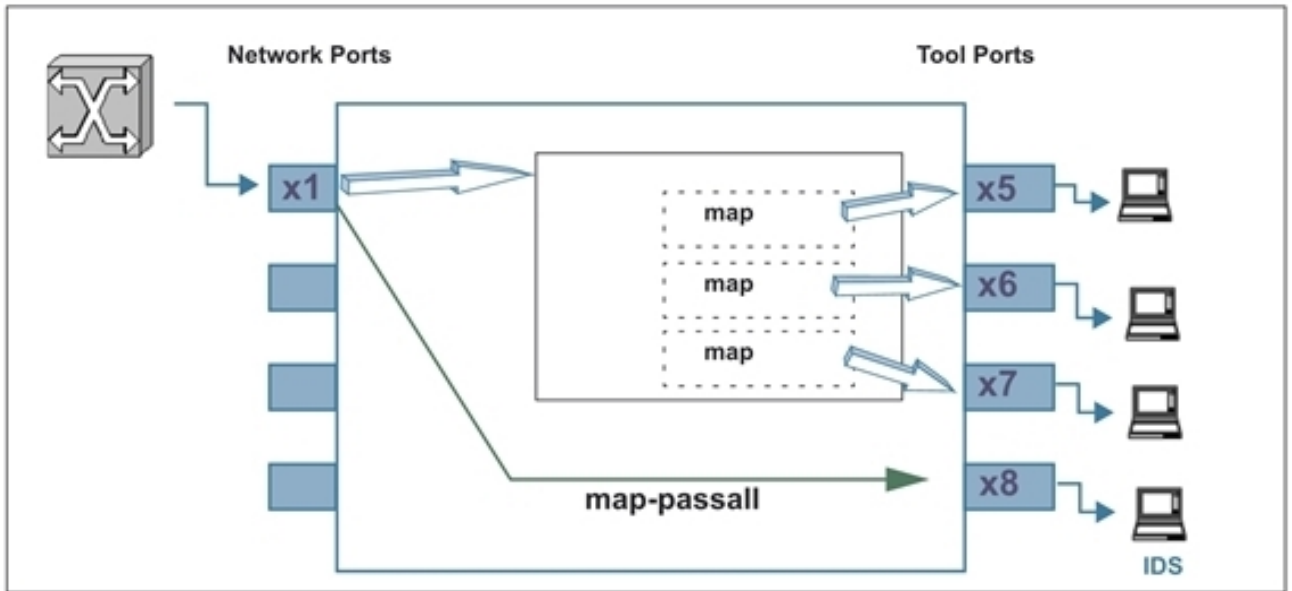 Network Ports
Tool Ports
x1
map
map
map
x5
x6
x7
x8
map-passall
IDS